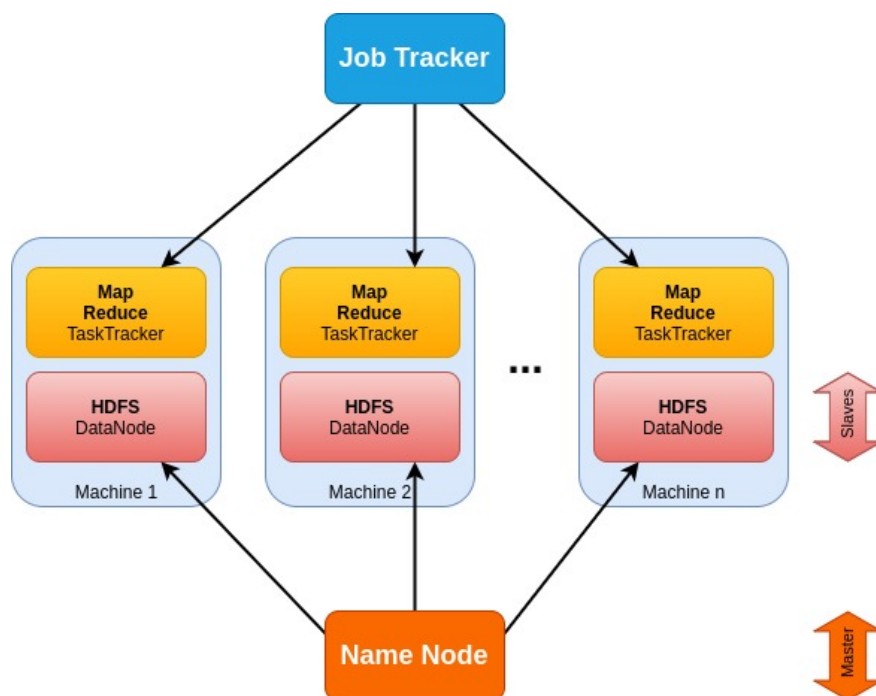 Job Tracker
Map
Reduce
TaskTracker
HDFS
DataNode
Machine 1
Map
Reduce
TaskTracker
HDFS
DataNode
Machine 2
...
Map
Reduce
TaskTracker
HDFS
DataNode
Machine n
Slaves
Name Node
Master